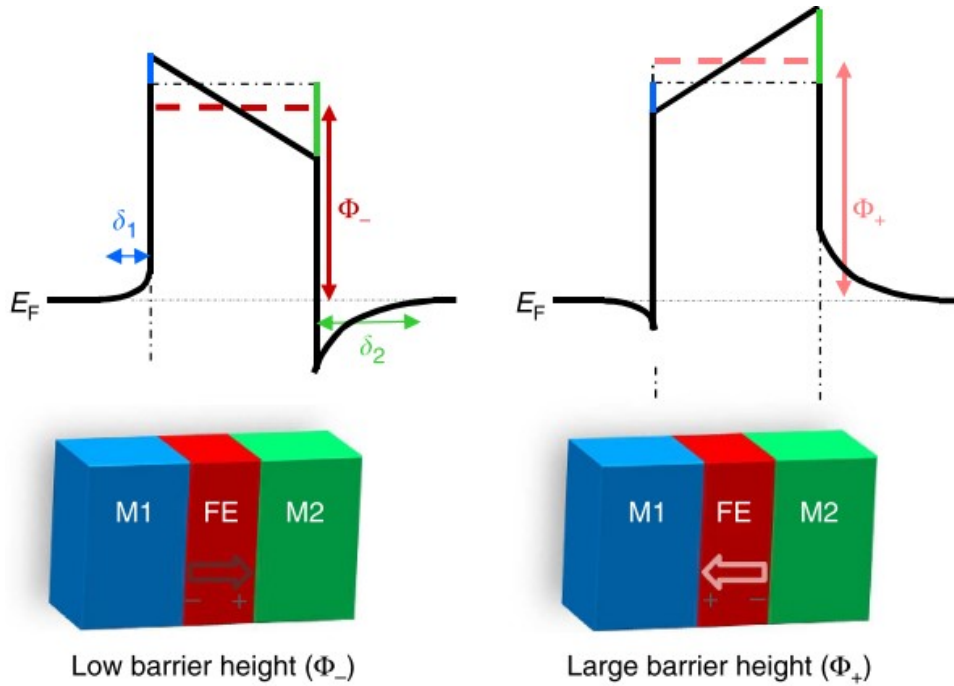 δ1
Φ−
EF
δ2
Φ+
EF
M1 FE M2
− +
M1 FE M2
+ −
Low barrier height (Φ−)
Large barrier height (Φ+)